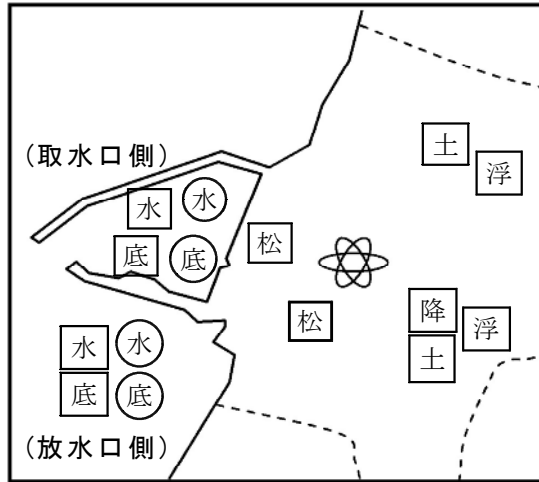 土
浮
(取水口側)
水 水
底 底
松
松
降 浮
土
水 水
底 底
(放水口側)